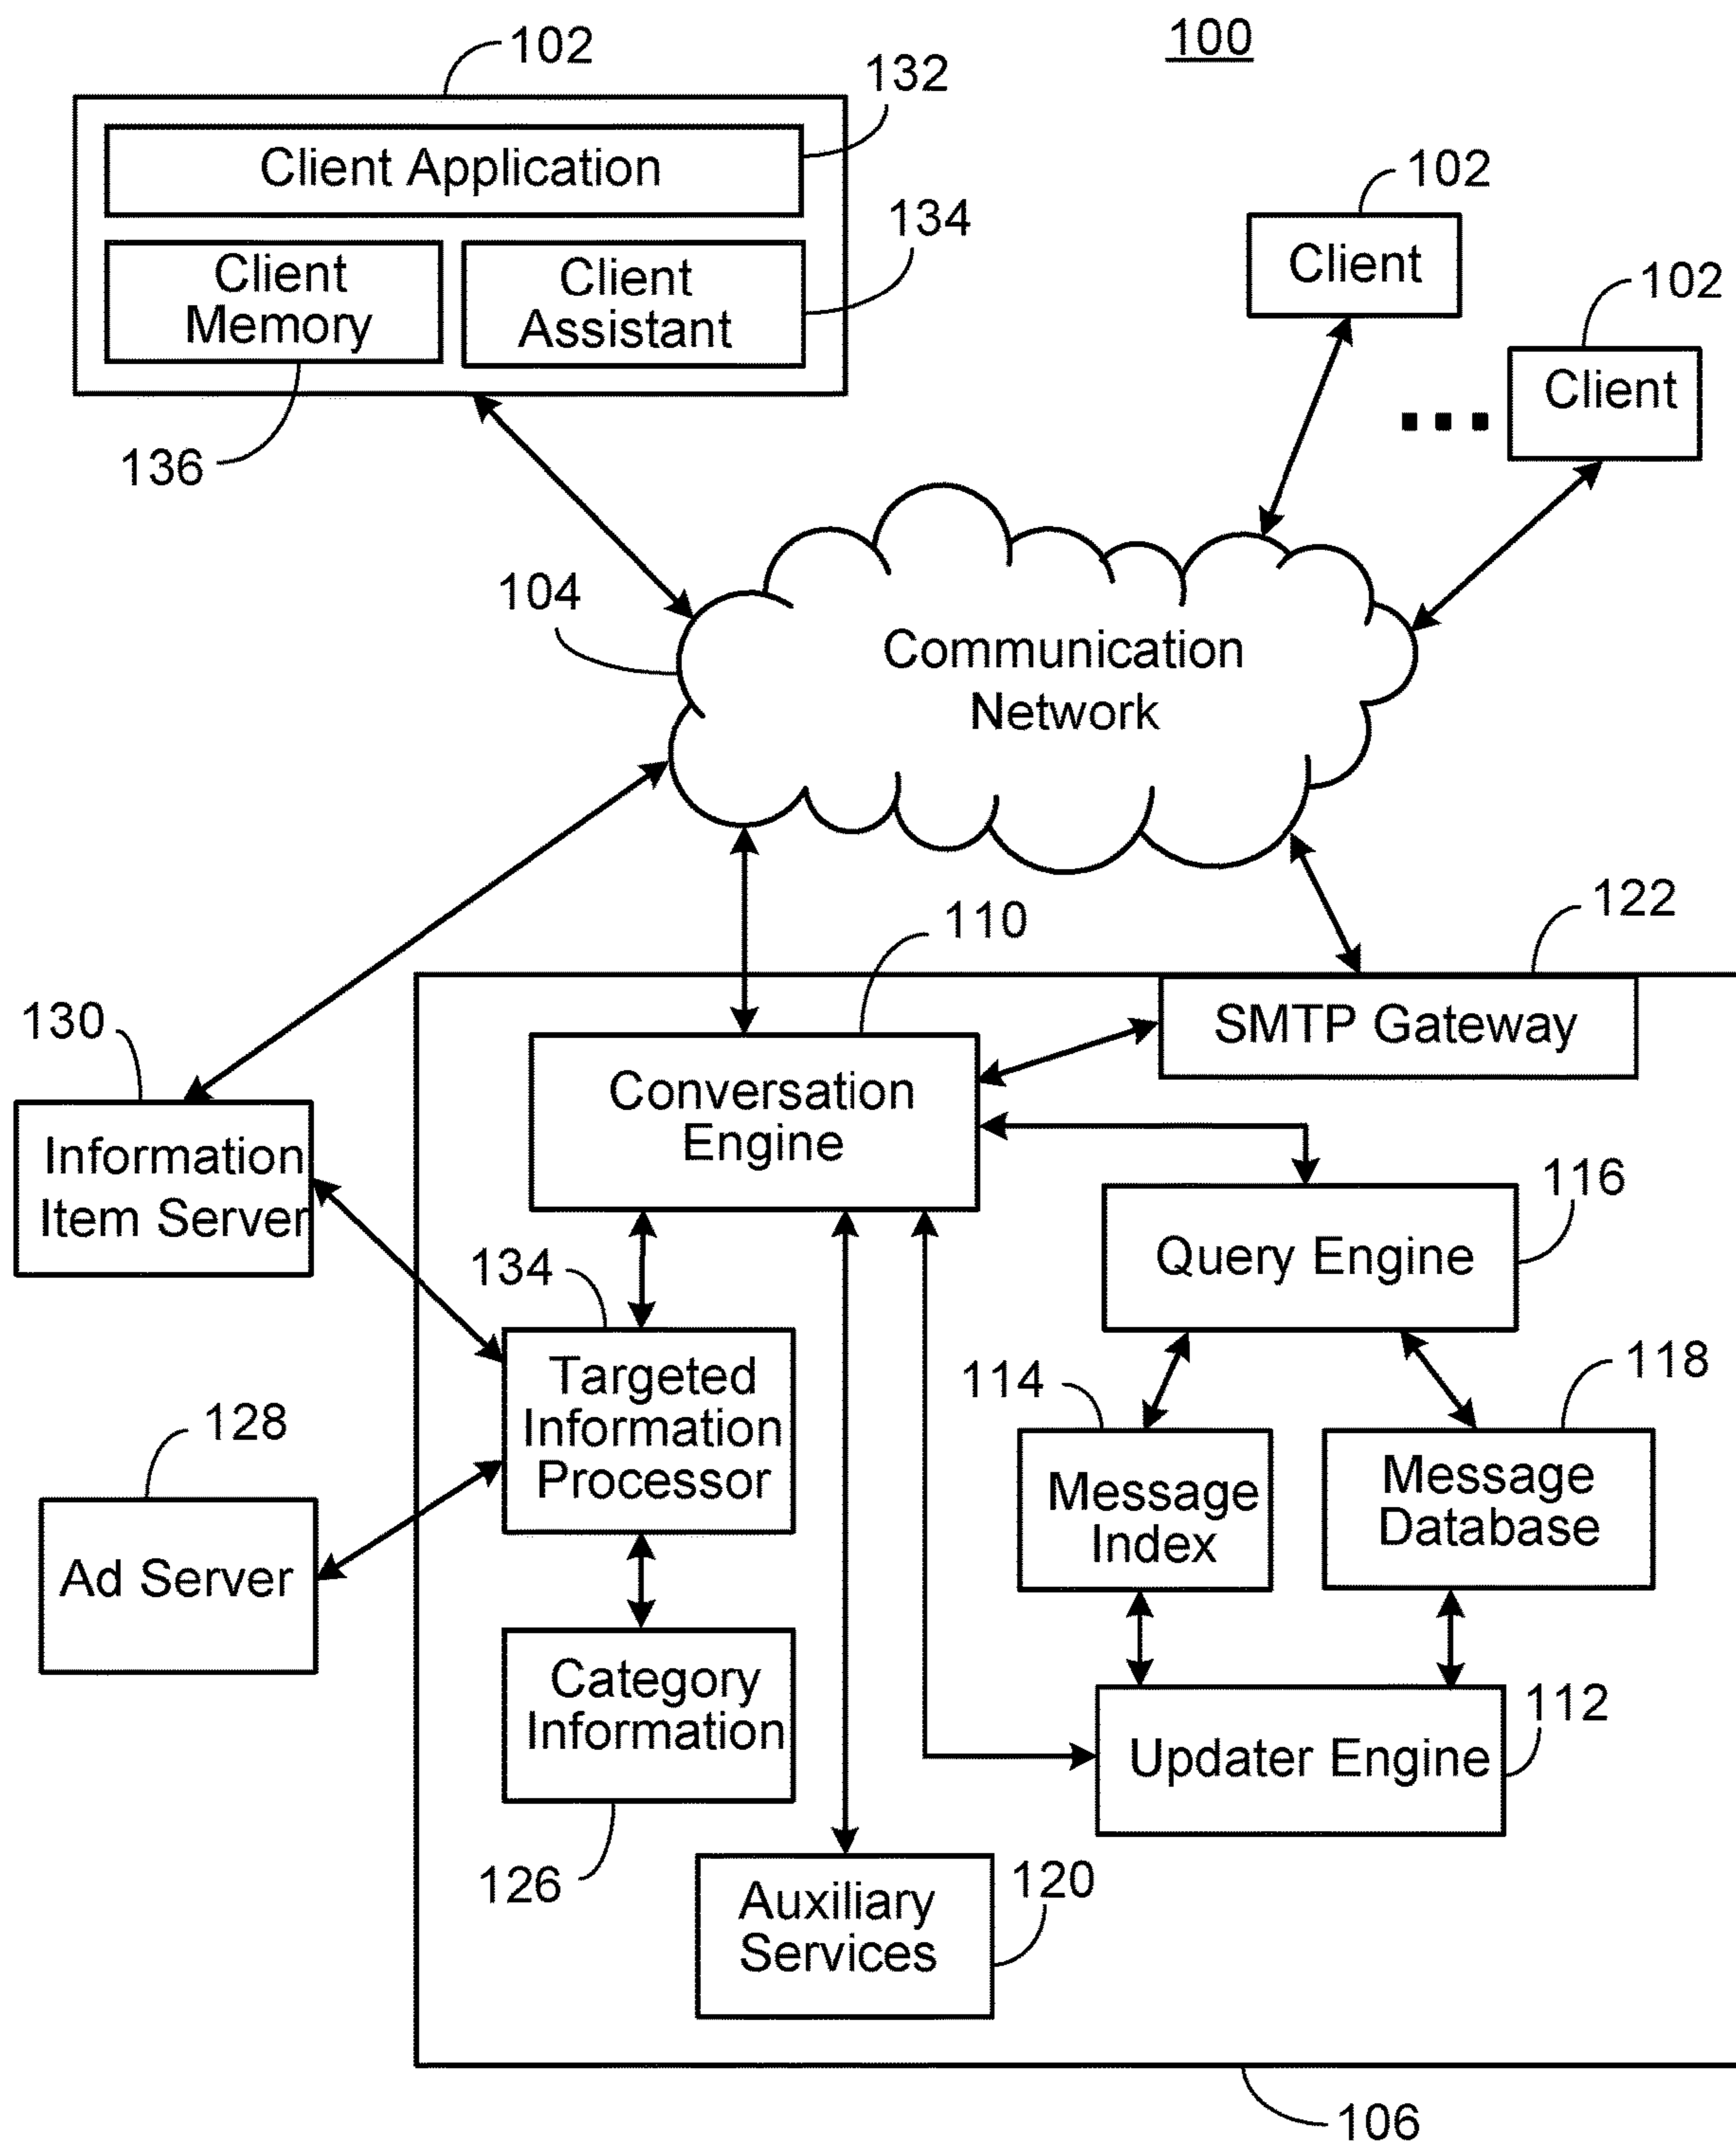 100
102
132
Client Application
134
Client
Memory
Client
Assistant
136
102
Client
102
Client
104
Communication
Network
110
122
SMTP Gateway
130
Information
Item Server
Conversation
Engine
116
Query Engine
134
Targeted
Information
Processor
114
118
Message
Index
Message
Database
128
Ad Server
Category
Information
112
Updater Engine
126
120
Auxiliary
Services
106